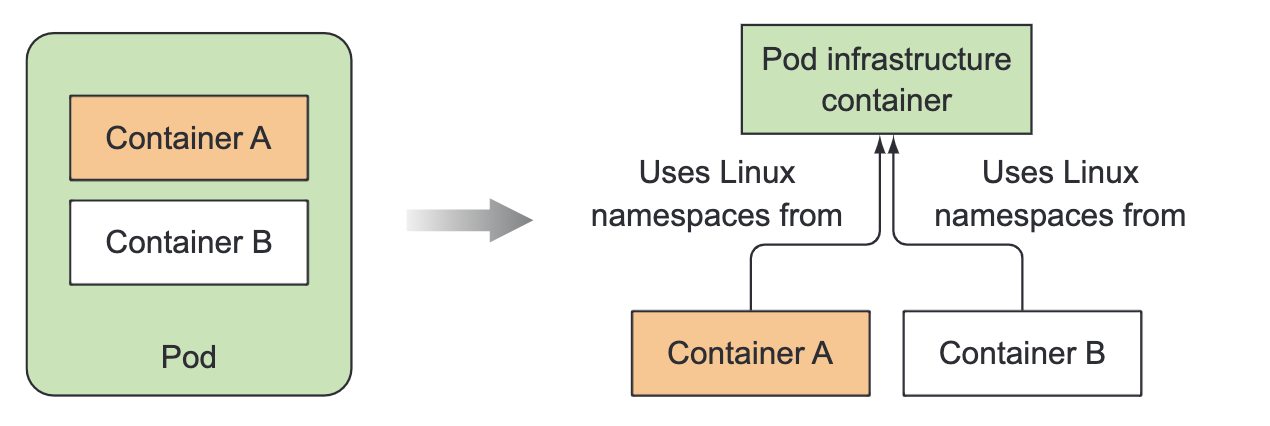 Container A
Container B
Pod
Pod infrastructure
container
Uses Linux
namespaces from
Uses Linux
namespaces from
Container A
Container B